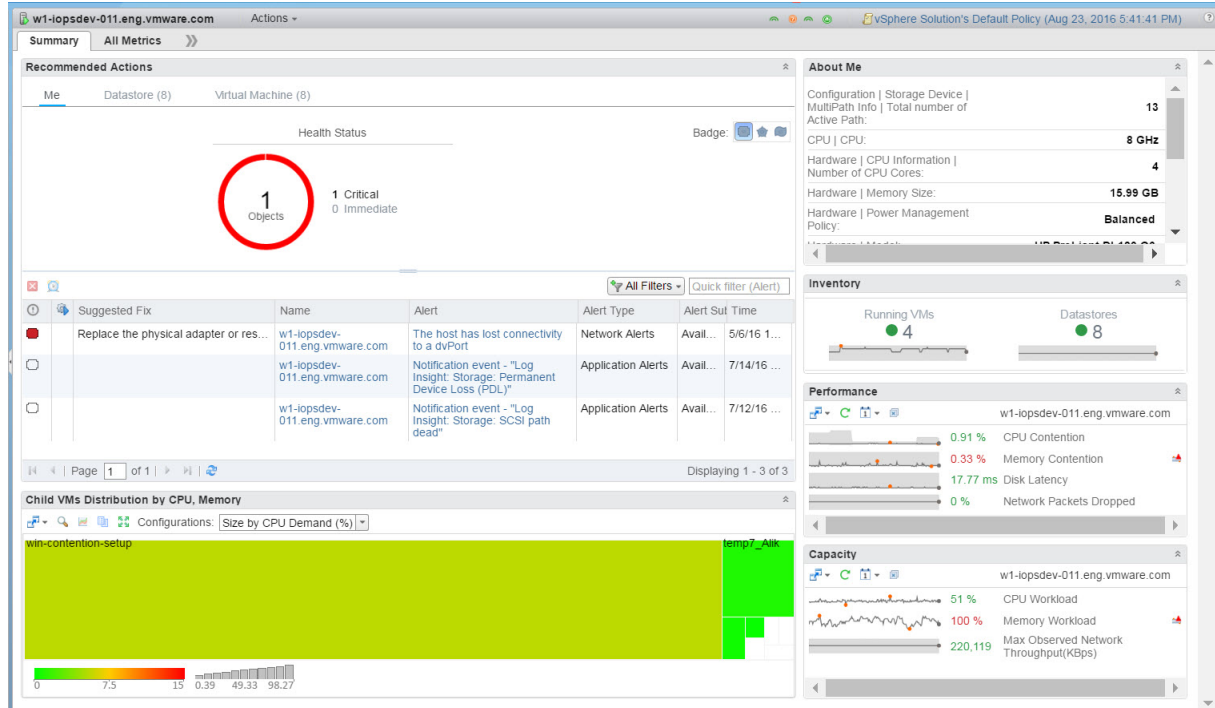 w1-iopsdev-011.eng.vmware.com Actions vSphere Solution's Default Policy (Aug 23, 2016 5:41:41 PM) ?
Summary All Metrics
Recommended Actions
Me Datastore (8) Virtual Machine (8)
Health Status Badge:
1
Objects
1 Critical
0 Immediate
All Filters Quick filter (Alert)
Suggested Fix Name Alert Alert Type Alert Sul Time
Replace the physical adapter or res... w1-iopsdev- The host has lost connectivity Network Alerts Avail... 5/6/16 1...
011.eng.vmware.com to a dvPort
w1-iopsdev- Notification event - "Log Application Alerts Avail... 7/14/16 ...
011.eng.vmware.com Insight: Storage: Permanent
Device Loss (PDL)"
w1-iopsdev- Notification event - "Log Application Alerts Avail... 7/12/16 ...
011.eng.vmware.com Insight: Storage: SCSI path
dead"
Page 1 of 1 Displaying 1 - 3 of 3
Child VMs Distribution by CPU, Memory
Configurations: Size by CPU Demand (%)
win-contention-setup temp7_Alik
0 7.5 15 0.39 49.33 98.27
About Me
Configuration | Storage Device |
MultiPath Info | Total number of 13
Active Path:
CPU | CPU: 8 GHz
Hardware | CPU Information | 4
Number of CPU Cores:
Hardware | Memory Size: 15.99 GB
Hardware | Power Management Balanced
Policy:
Inventory
Running VMs Datastores
4 8
Performance
w1-iopsdev-011.eng.vmware.com
0.91 % CPU Contention
0.33 % Memory Contention
17.77 ms Disk Latency
0 % Network Packets Dropped
Capacity
w1-iopsdev-011.eng.vmware.com
51 % CPU Workload
100 % Memory Workload
220,119 Max Observed Network
Throughput(KBps)